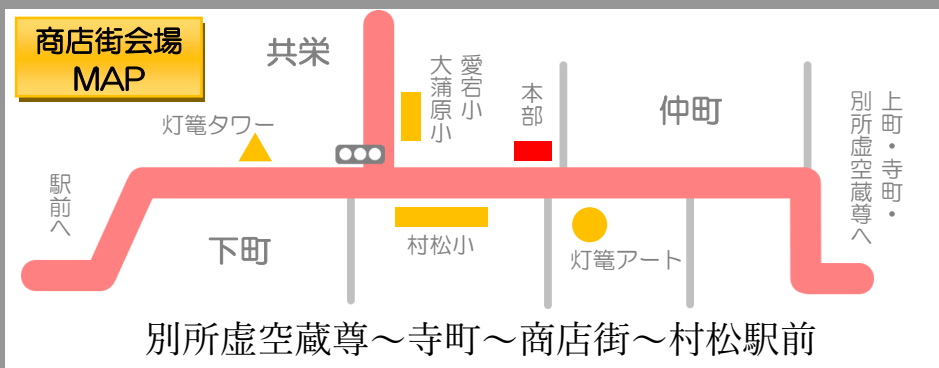 商店街会場
MAP
共栄
愛宕小
大蒲原小
本部
仲町
上町・寺町・
別所虚空蔵尊へ
灯篭タワー
駅前へ
下町
村松小
灯篭アート
別所虚空蔵尊～寺町～商店街～村松駅前